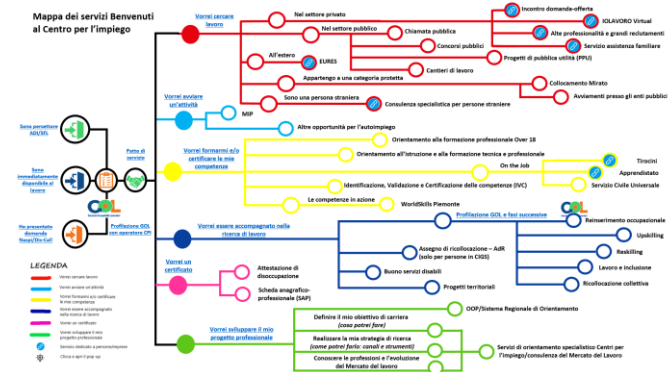 Mappa dei servizi Benvenuti
al Centro per l'impiego
Vorrei cercare
lavoro
Nel settore privato
Incontro domande-offerta
IOLAVORO Virtual
Alte professionalità e grandi reclutamenti
Servizio assistenza familiare
Nel settore pubblico
Chiamata pubblica
Concorsi pubblici
Progetti di pubblica utilità (PPU)
Cantieri di lavoro
All'estero
EURES
Appartengo a una categoria protetta
Collocamento Mirato
Avviamenti presso gli enti pubblici
Sono una persona straniera
Consulenza specialistica per persone straniere
Vorrei avviare
un'attività
MIP
Altre opportunità per l'autoimpiego
Sono percettore
ADI/SFL
Patto di
servizio
Sono
immediatamente
disponibile al
lavoro
GOL
Ho presentato
domanda
Naspi/Dis-Coll
Profilazione GOL
con operatore CPI
Vorrei formarmi e/o
certificare le mie
competenze
Orientamento alla formazione professionale Over 18
Orientamento all'istruzione e alla formazione tecnica e professionale
On the Job
Tirocini
Apprendistato
Servizio Civile Universale
Identificazione, Validazione e Certificazione delle competenze (IVC)
Le competenze in azione
WorldSkills Piemonte
Vorrei essere accompagnato nella
ricerca di lavoro
Profilazione GOL e fasi successive
GOL
Reinserimento occupazionale
Upskilling
Reskilling
Lavoro e inclusione
Ricollocazione collettiva
Assegno di ricollocazione – AdR
(solo per persone in CIGS)
Buono servizi disabili
Progetti territoriali
Vorrei un
certificato
Attestazione di
disoccupazione
Scheda anagrafico-
professionale (SAP)
Vorrei sviluppare il mio
progetto professionale
OOP/Sistema Regionale di Orientamento
Definire il mio obiettivo di carriera
(cosa potrei fare)
Realizzare la mia strategia di ricerca
(come potrei farlo: canali e strumenti)
Conoscere le professioni e l'evoluzione
del Mercato del lavoro
Servizi di orientamento specialistico Centri per
l'impiego/consulenza del Mercato del Lavoro
LEGENDA
Vorrei cercare lavoro
Vorrei avviare un'attività
Vorrei formarmi e/o certificare
le mie competenze
Vorrei essere accompagnato
nella ricerca di lavoro
Vorrei un certificato
Vorrei sviluppare il mio
progetto professionale
Servizio dedicato a persone/imprese
Clicca e apri il pop up